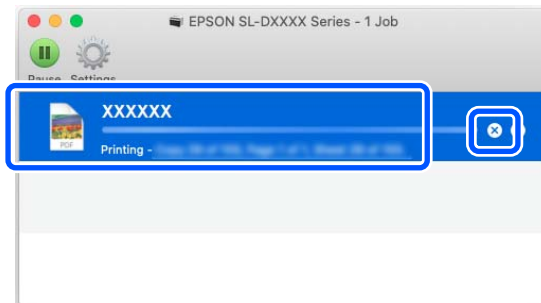 EPSON SL-DXXXX Series - 1 Job
Pause Settings
XXXXXX
PDF
Printing -